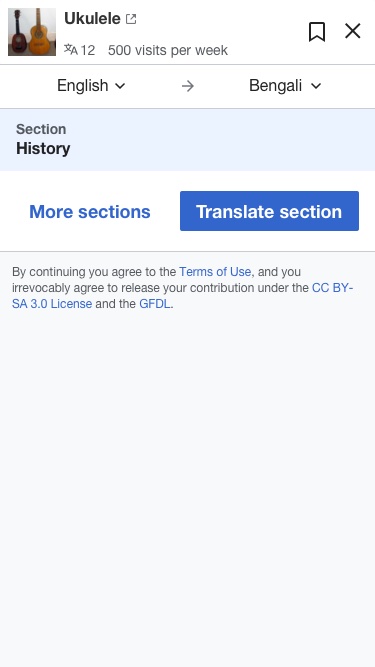 Ukulele
12 500 visits per week
English Bengali
Section
History
More sections Translate section
By continuing you agree to the Terms of Use, and you
irrevocably agree to release your contribution under the CC BY-
SA 3.0 License and the GFDL.